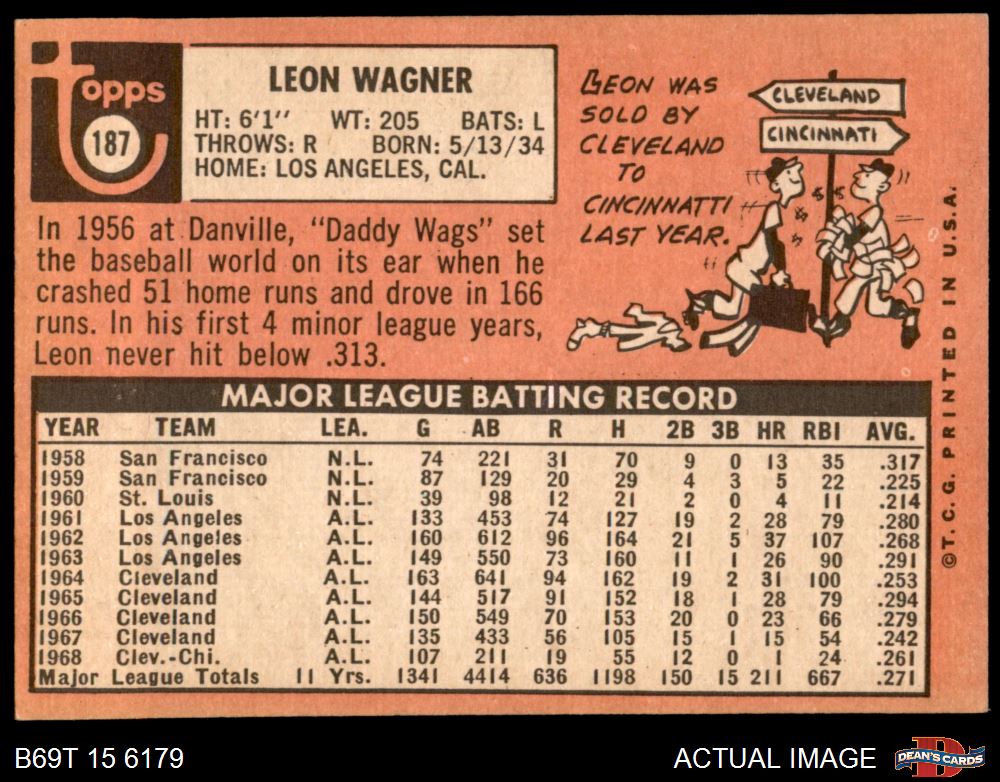 Topps
187
LEON WAGNER
HT: 6'1" WT: 205 BATS: L
THROWS: R BORN: 5/13/34
HOME: LOS ANGELES, CAL.
In 1956 at Danville, "Daddy Wags" set
the baseball world on its ear when he
crashed 51 home runs and drove in 166
runs. In his first 4 minor league years,
Leon never hit below .313.
LEON WAS
SOLD BY
CLEVELAND
TO
CINCINNATTI
LAST YEAR.
CLEVELAND
CINCINNATI
$ $ $ $ $
MAJOR LEAGUE BATTING RECORD
YEAR TEAM LEA. G AB R H 2B 3B HR RBI AVG.
1958 San Francisco N.L. 74 221 31 70 9 0 13 35 .317
1959 San Francisco N.L. 87 129 20 29 4 3 5 22 .225
1960 St. Louis N.L. 39 98 12 21 2 0 4 11 .214
1961 Los Angeles A.L. 133 453 74 127 19 2 28 79 .280
1962 Los Angeles A.L. 160 612 96 164 21 5 37 107 .268
1963 Los Angeles A.L. 149 550 73 160 11 1 26 90 .291
1964 Cleveland A.L. 163 641 94 162 19 2 31 100 .253
1965 Cleveland A.L. 144 517 91 152 18 1 28 79 .294
1966 Cleveland A.L. 150 549 70 153 20 0 23 66 .279
1967 Cleveland A.L. 135 433 56 105 15 1 15 54 .242
1968 Clev.-Chi. A.L. 107 211 19 55 12 0 1 24 .261
Major League Totals 11 Yrs. 1341 4414 636 1198 150 15 211 667 .271
©T.C.G. PRINTED IN U.S.A.
B69T 15 6179
ACTUAL IMAGE
D
DEAN'S CARDS